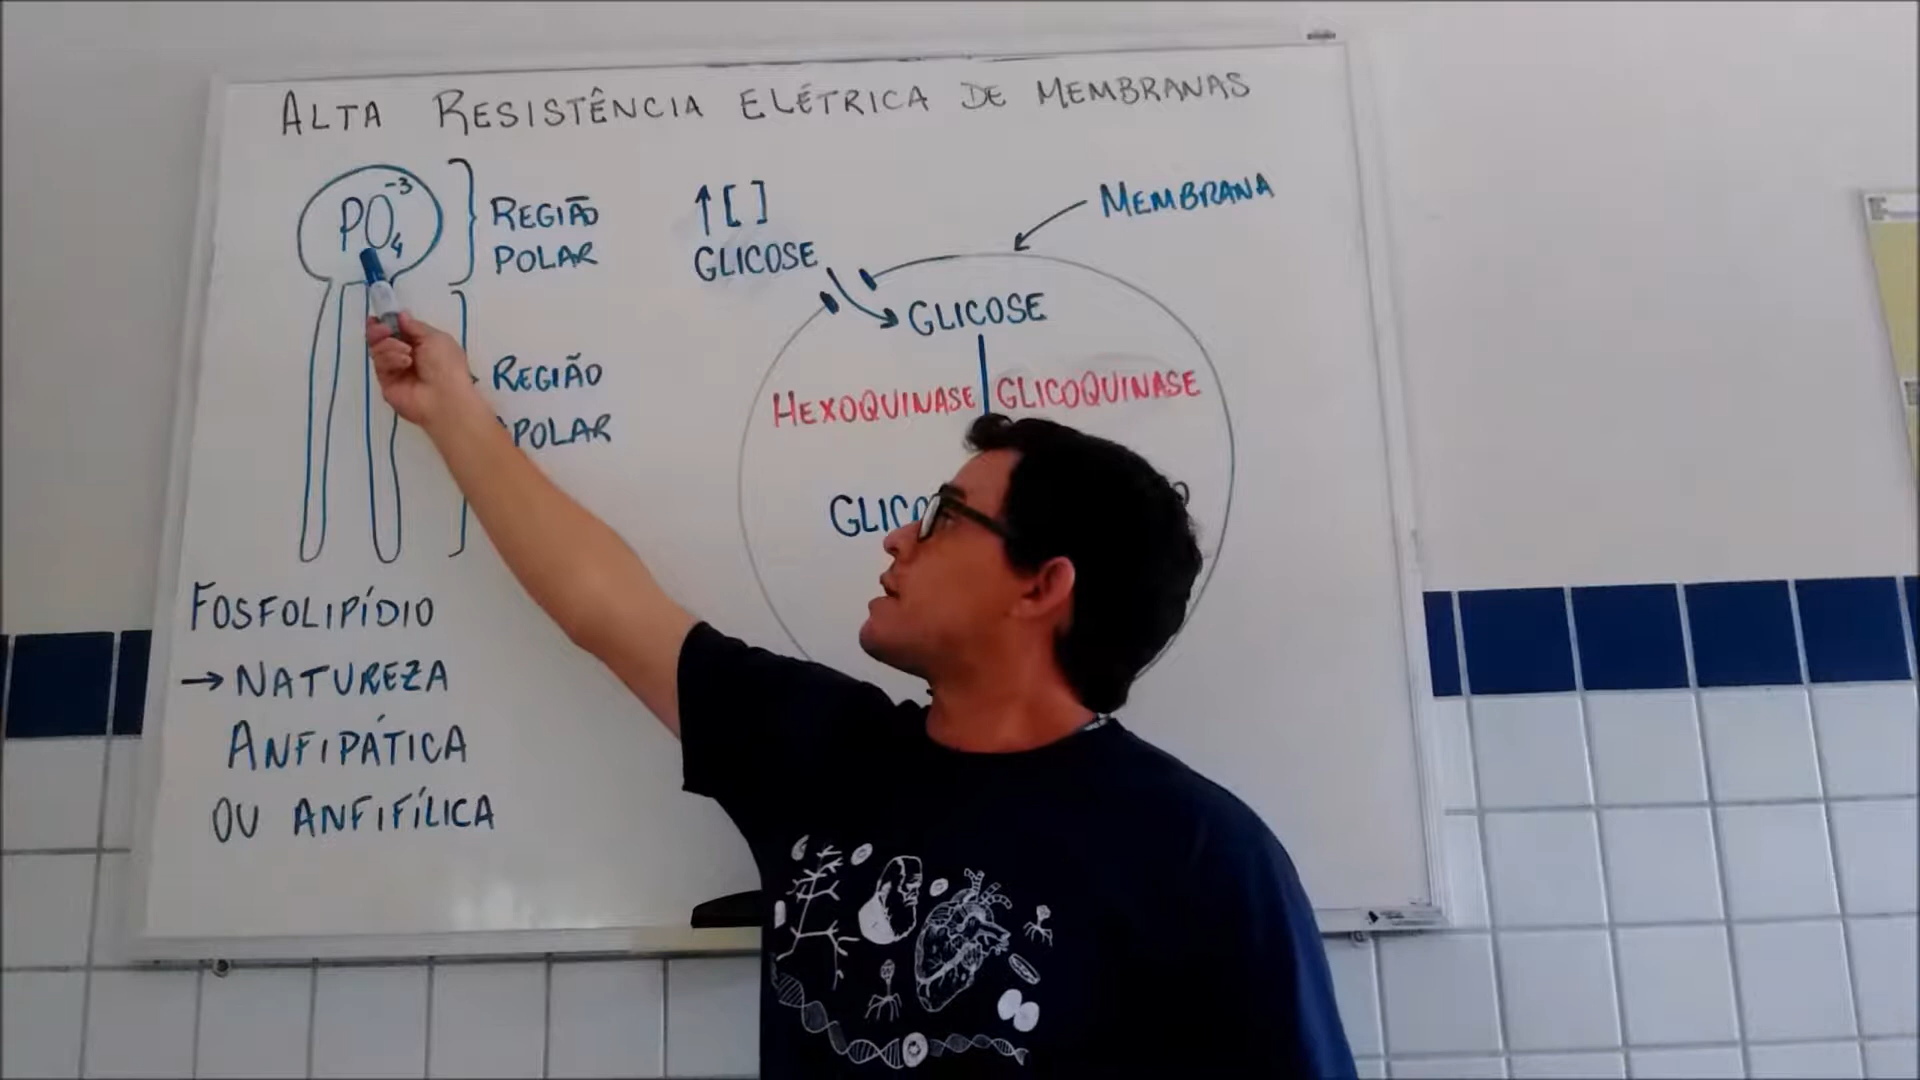 ALTA RESISTÊNCIA ELÉTRICA DE MEMBRANAS
PO₄⁻³
REGIÃO
POLAR
REGIÃO
APOLAR
FOSFOLIPÍDIO
→ NATUREZA
ANFIPÁTICA
OU ANFIFÍLICA
↑[ ]
GLICOSE
MEMBRANA
GLICOSE
HEXOQUINASE | GLICOQUINASE